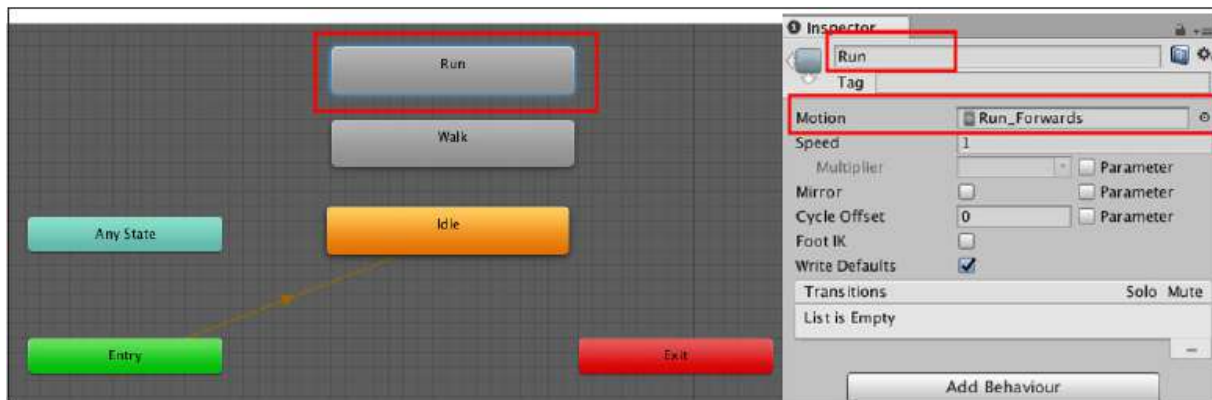 Run
Walk
Idle
Any State
Entry
Exit
Inspector
Run
Tag
Motion Run_Forwards
Speed 1
Multiplier Parameter
Mirror Parameter
Cycle Offset 0 Parameter
Foot IK
Write Defaults
Transitions Solo Mute
List is Empty
Add Behaviour